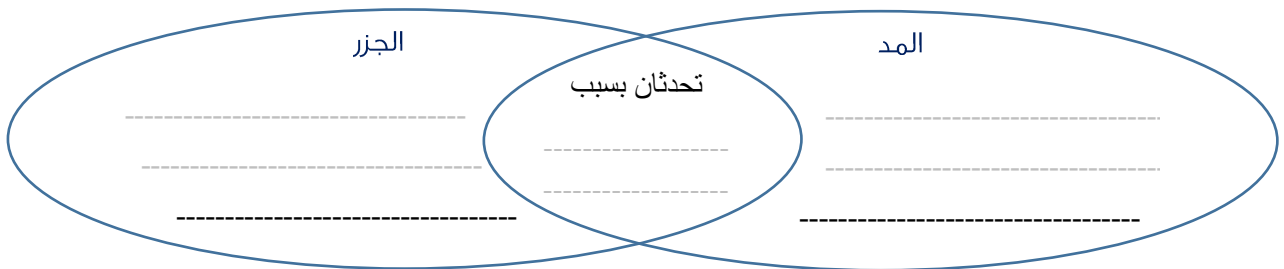 المد
الجزر
تحدثان بسبب